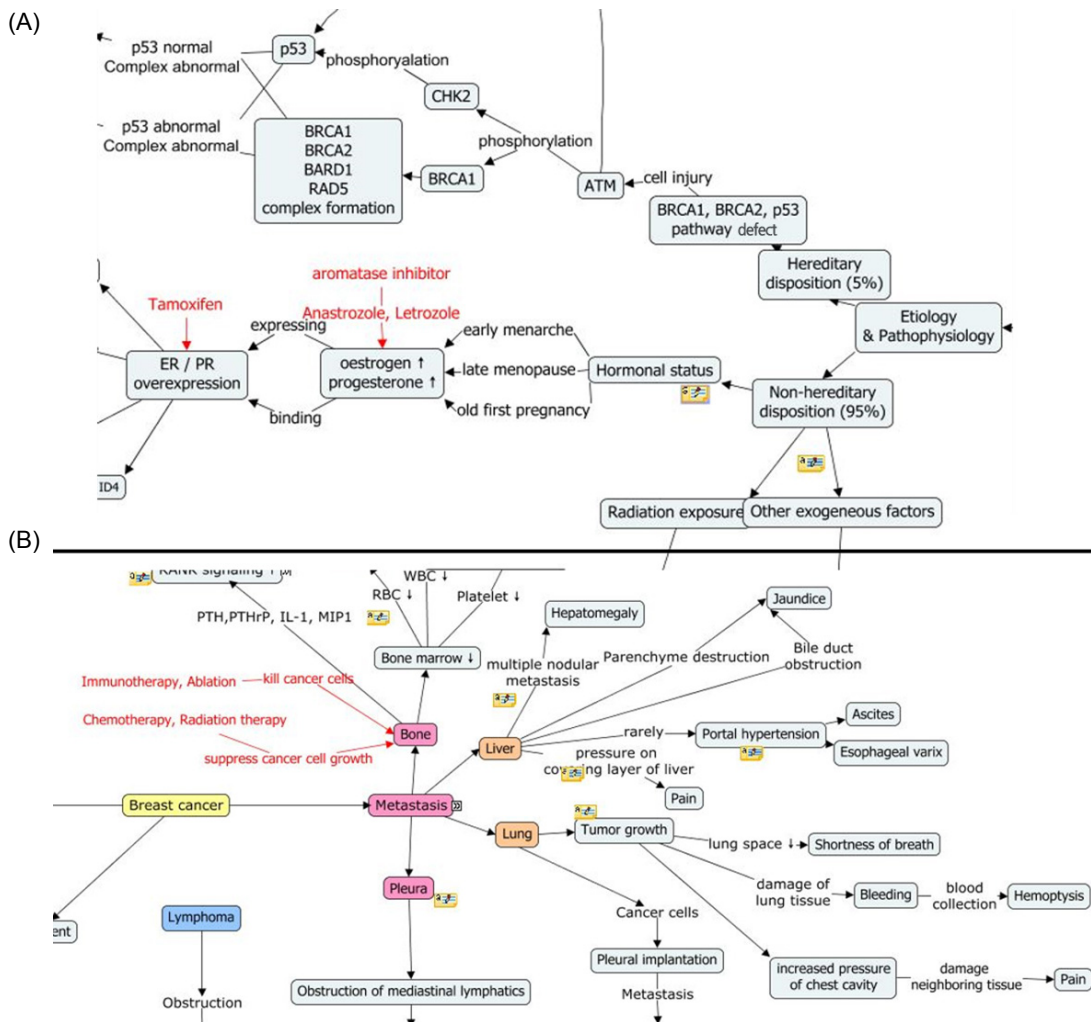 (A)
p53 normal
Complex abnormal
p53
phosphoryalation
CHK2
p53 abnormal
Complex abnormal
BRCA1
BRCA2
BARD1
RAD5
complex formation
phosphorylation
BRCA1
ATM
cell injury
BRCA1, BRCA2, p53
pathway defect
Hereditary
disposition (5%)
aromatase inhibitor
Tamoxifen
Anastrozole, Letrozole
Etiology
& Pathophysiology
expressing
early menarche
ER / PR
overexpression
oestrogen ↑
progesterone ↑
late menopause
Hormonal status
Non-hereditary
disposition (95%)
binding
old first pregnancy
ID4
Radiation exposure
Other exogeneous factors
(B)
RANK signaling ↑
WBC ↓
RBC ↓
Platelet ↓
PTH,PTHrP, IL-1, MIP1
Hepatomegaly
Jaundice
Bone marrow ↓
multiple nodular
metastasis
Parenchyme destruction
Bile duct
obstruction
Immunotherapy, Ablation
kill cancer cells
Chemotherapy, Radiation therapy
Bone
suppress cancer cell growth
Liver
rarely
Portal hypertension
Ascites
Esophageal varix
pressure on
covering layer of liver
Pain
Breast cancer
Metastasis
Lung
Tumor growth
lung space ↓
Shortness of breath
Pleura
damage of
lung tissue
Bleeding
blood
collection
Hemoptysis
ent
Lymphoma
Cancer cells
Pleural implantation
increased pressure
of chest cavity
damage
neighboring tissue
Pain
Obstruction
Obstruction of mediastinal lymphatics
Metastasis